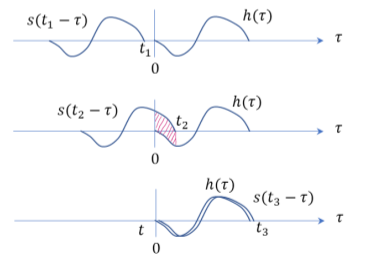 s(t₁ − τ) h(τ)
t₁ τ
0
s(t₂ − τ) h(τ)
t₂
τ
0
h(τ) s(t₃ − τ)
τ
t t₃
0